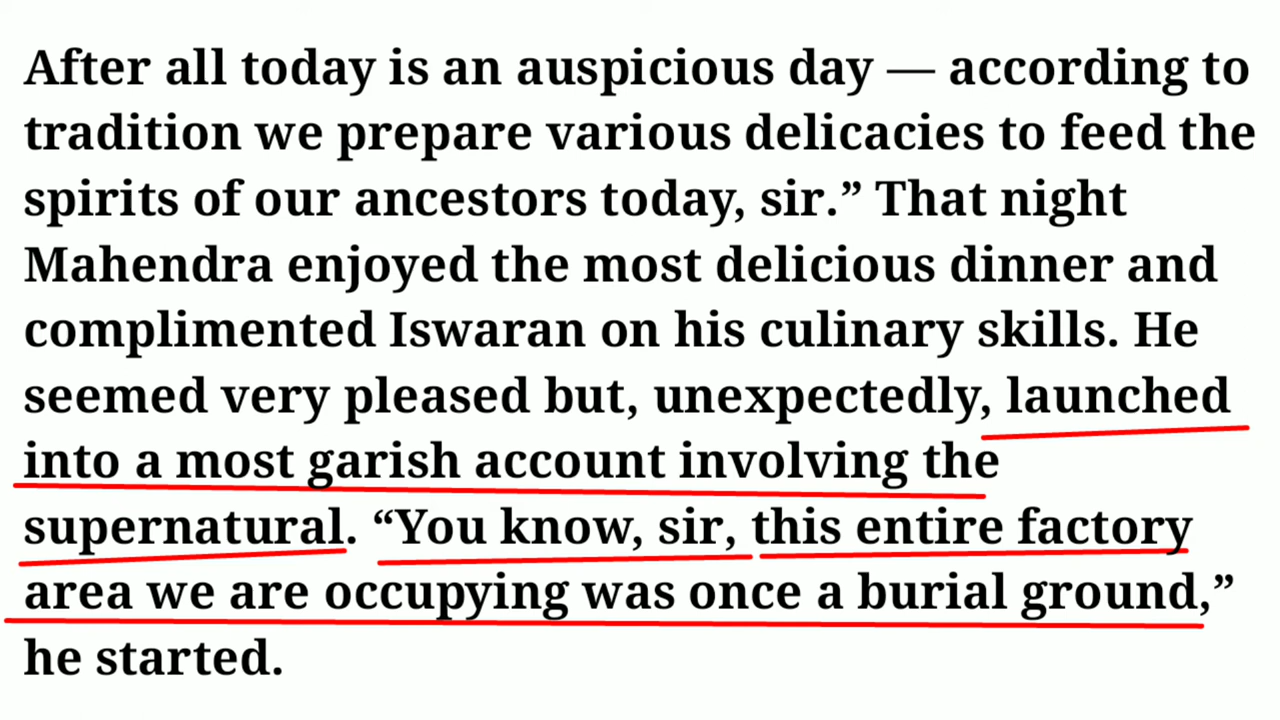 After all today is an auspicious day — according to
tradition we prepare various delicacies to feed the
spirits of our ancestors today, sir.” That night
Mahendra enjoyed the most delicious dinner and
complimented Iswaran on his culinary skills. He
seemed very pleased but, unexpectedly, launched
into a most garish account involving the
supernatural. “You know, sir, this entire factory
area we are occupying was once a burial ground,”
he started.